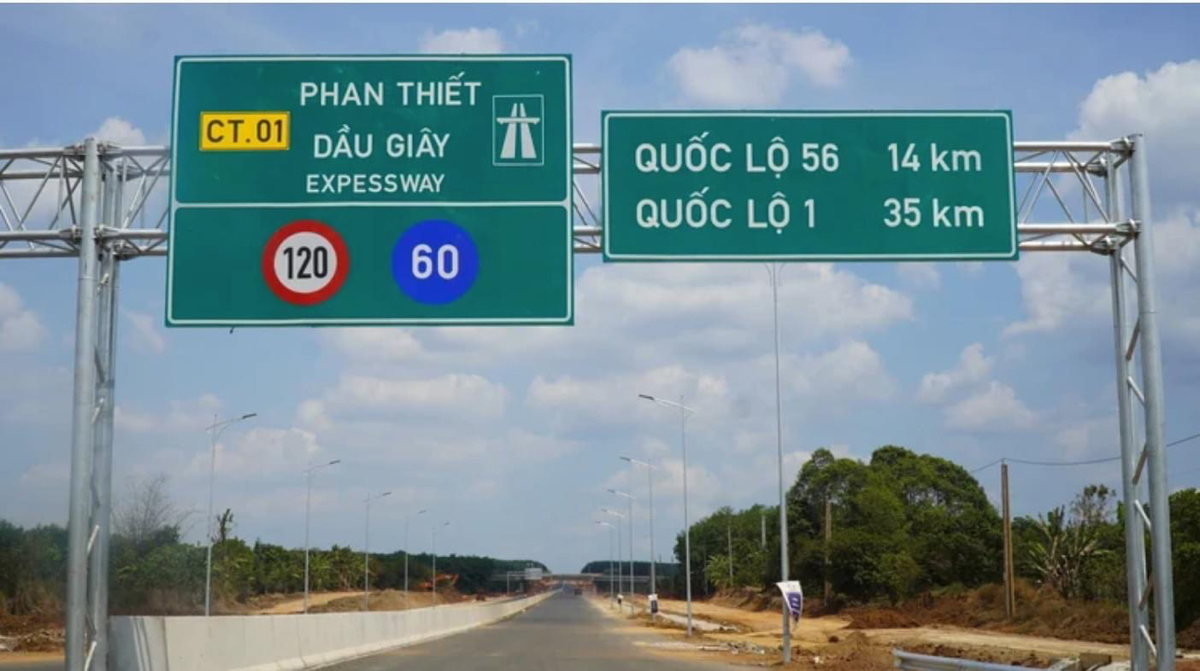 PHAN THIẾT
CT.01
DẦU GIÂY
EXPESSWAY
120 60
QUỐC LỘ 56 14 km
QUỐC LỘ 1 35 km